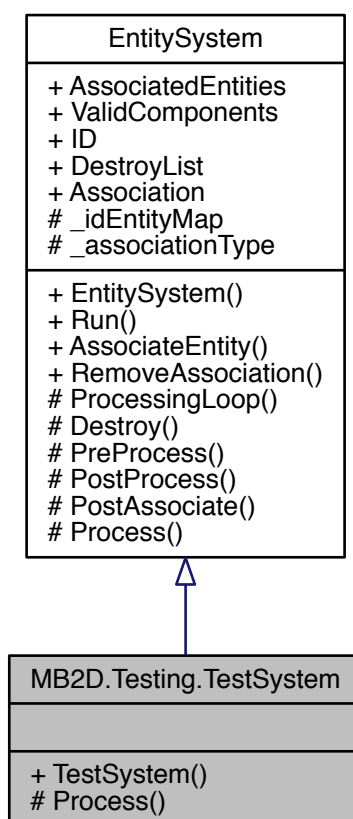 EntitySystem
+ AssociatedEntities
+ ValidComponents
+ ID
+ DestroyList
+ Association
# _idEntityMap
# _associationType
+ EntitySystem()
+ Run()
+ AssociateEntity()
+ RemoveAssociation()
# ProcessingLoop()
# Destroy()
# PreProcess()
# PostProcess()
# PostAssociate()
# Process()
MB2D.Testing.TestSystem
+ TestSystem()
# Process()